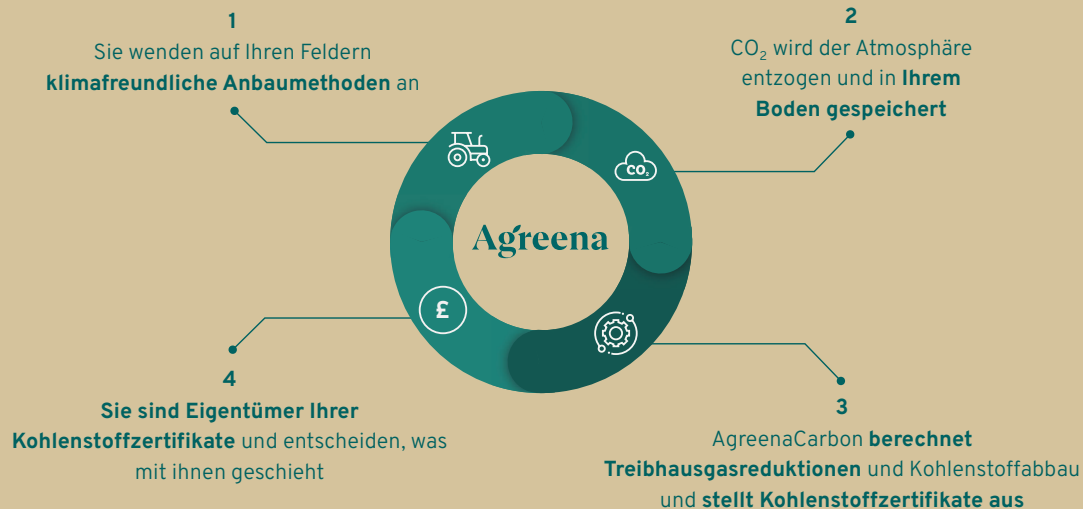 1
Sie wenden auf Ihren Feldern
klimafreundliche Anbaumethoden an
2
CO₂ wird der Atmosphäre
entzogen und in Ihrem
Boden gespeichert
CO₂
Agreena
£
4
Sie sind Eigentümer Ihrer
Kohlenstoffzertifikate und entscheiden, was
mit ihnen geschieht
3
AgreenaCarbon berechnet
Treibhausgasreduktionen und Kohlenstoffabbau
und stellt Kohlenstoffzertifikate aus